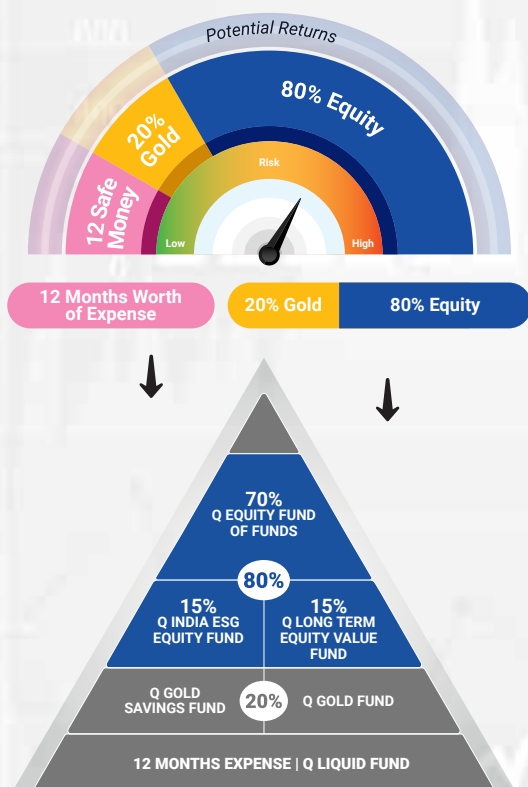 Potential Returns
80% Equity
20%
Gold
12 Safe
Money
Risk
Low
High
12 Months Worth
of Expense
20% Gold
80% Equity
70%
Q EQUITY FUND
OF FUNDS
80%
15%
Q INDIA ESG
EQUITY FUND
15%
Q LONG TERM
EQUITY VALUE
FUND
Q GOLD
SAVINGS FUND
20%
Q GOLD FUND
12 MONTHS EXPENSE | Q LIQUID FUND